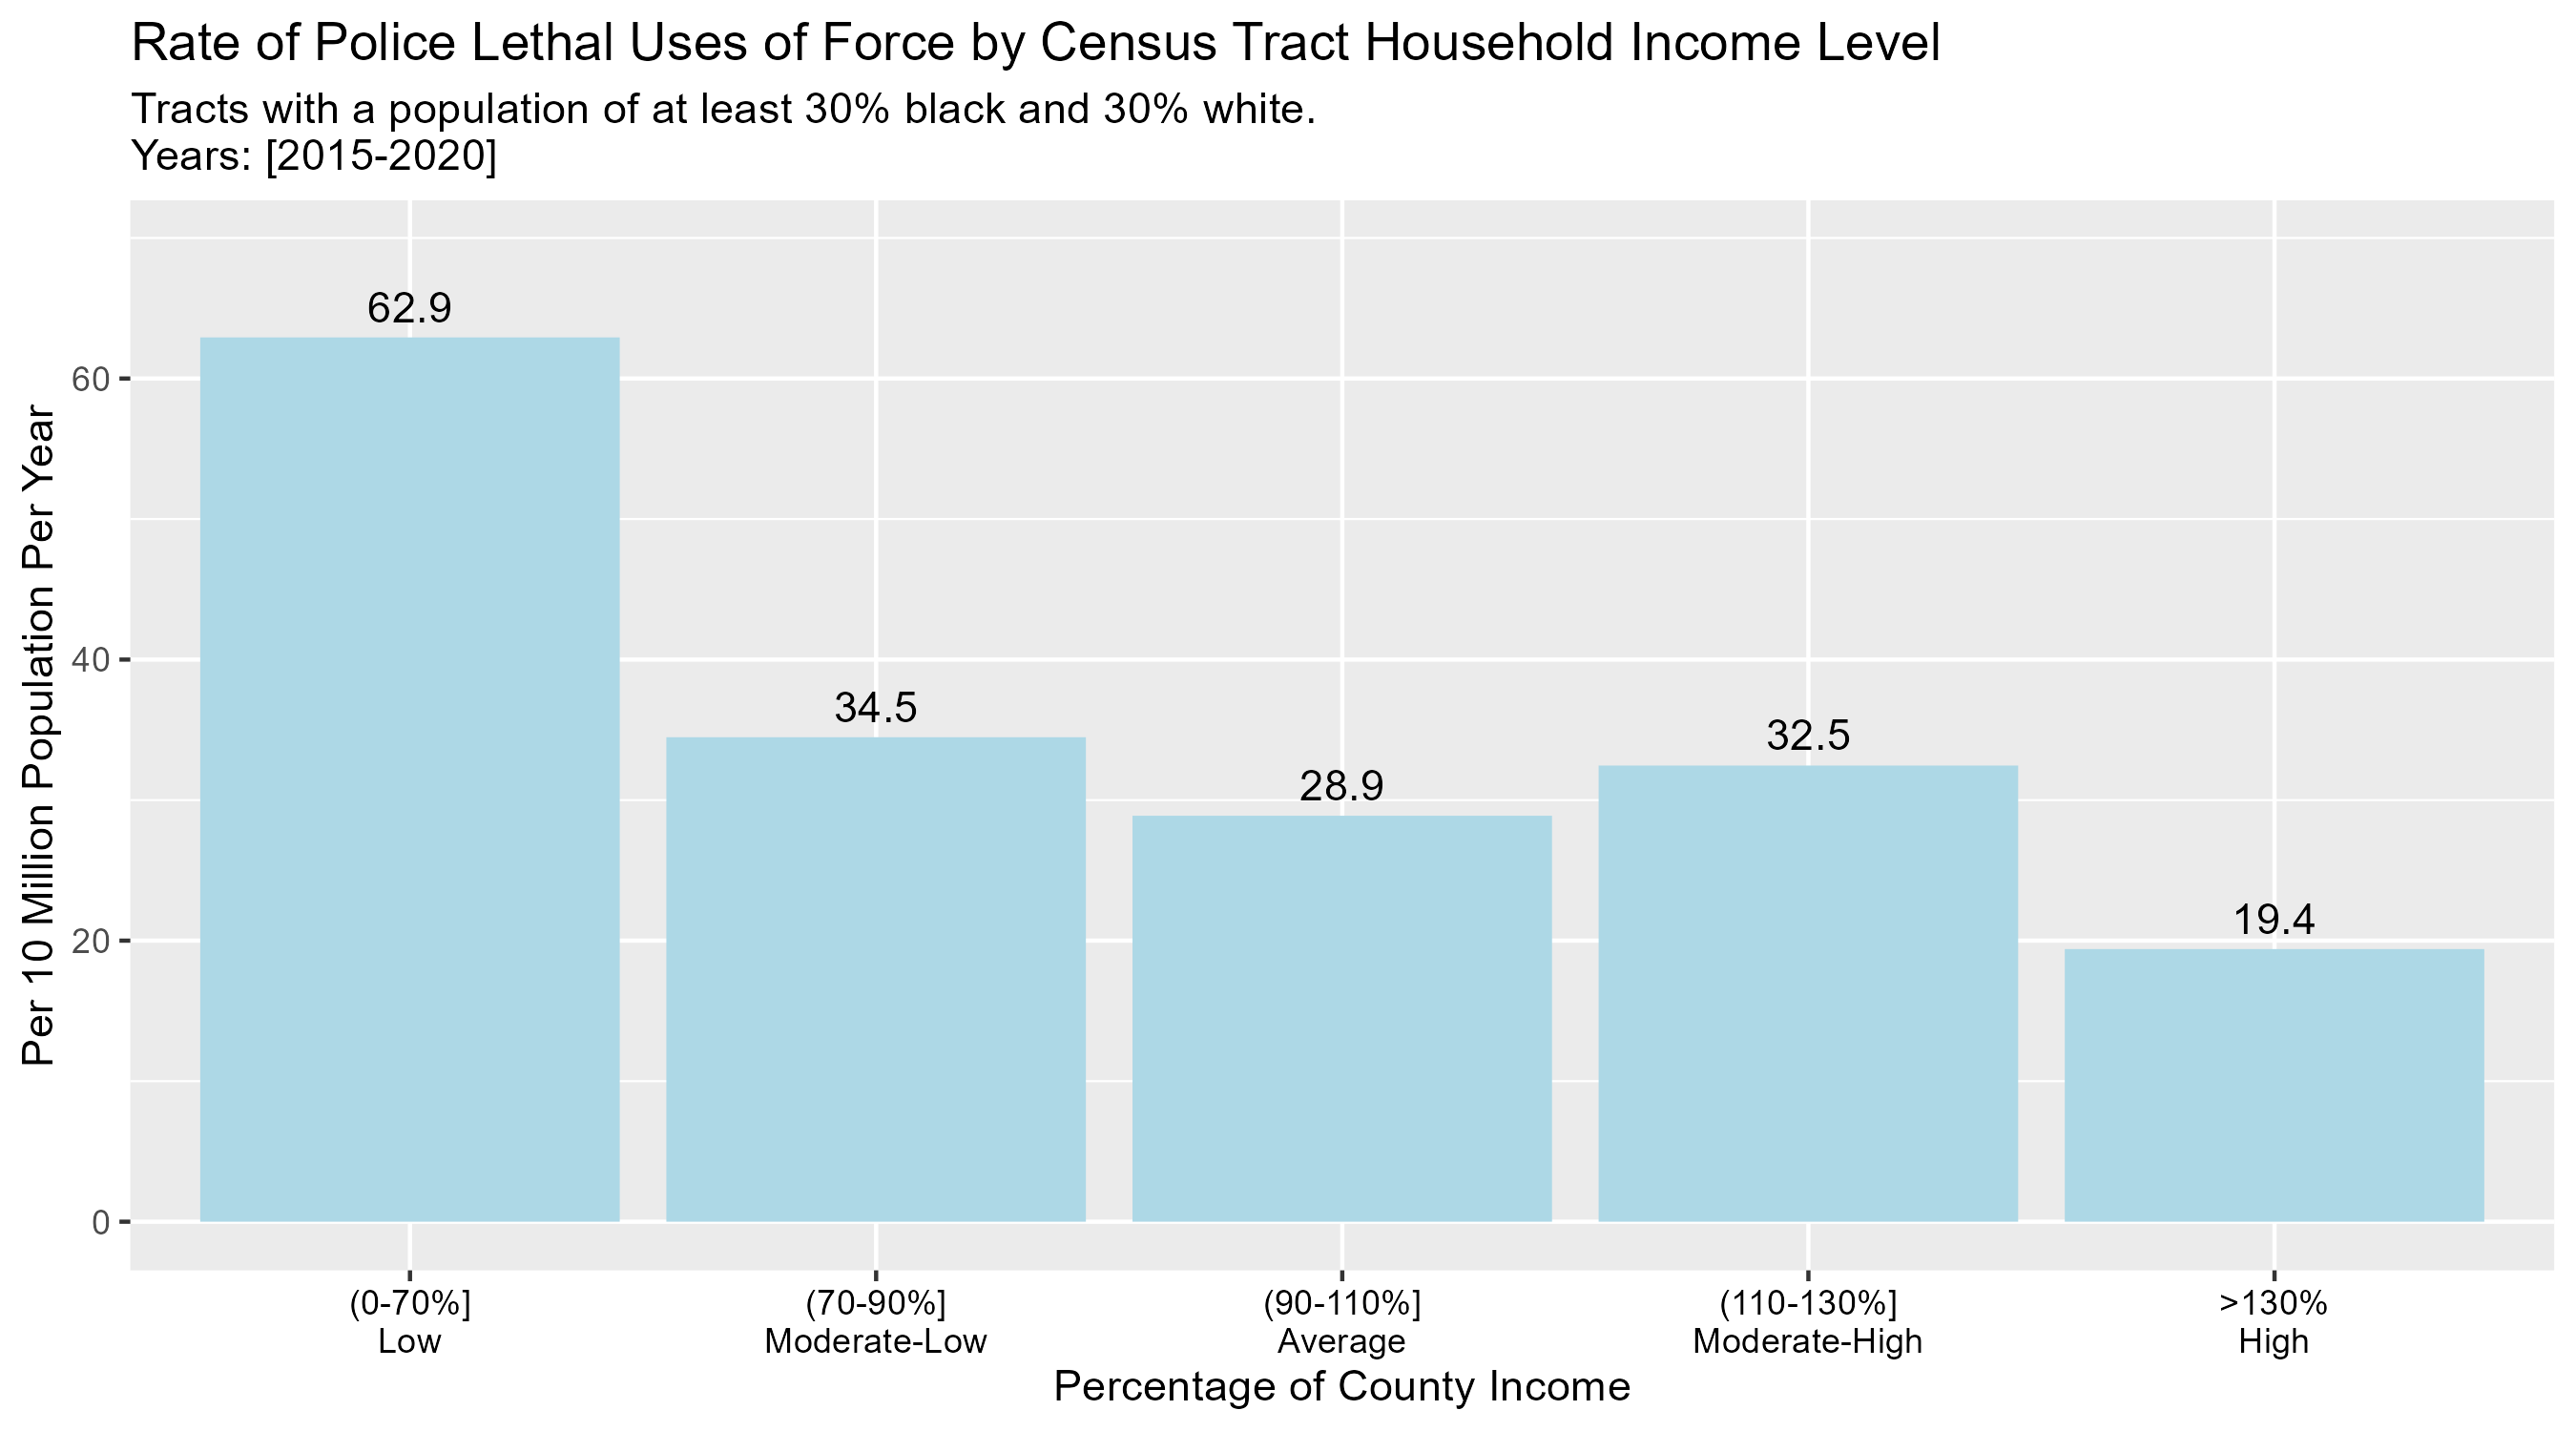 Rate of Police Lethal Uses of Force by Census Tract Household Income Level
Tracts with a population of at least 30% black and 30% white.
Years: [2015-2020]
Per 10 Million Population Per Year
60
40
20
0
62.9
34.5
28.9
32.5
19.4
(0-70%]
Low
(70-90%]
Moderate-Low
(90-110%]
Average
(110-130%]
Moderate-High
>130%
High
Percentage of County Income